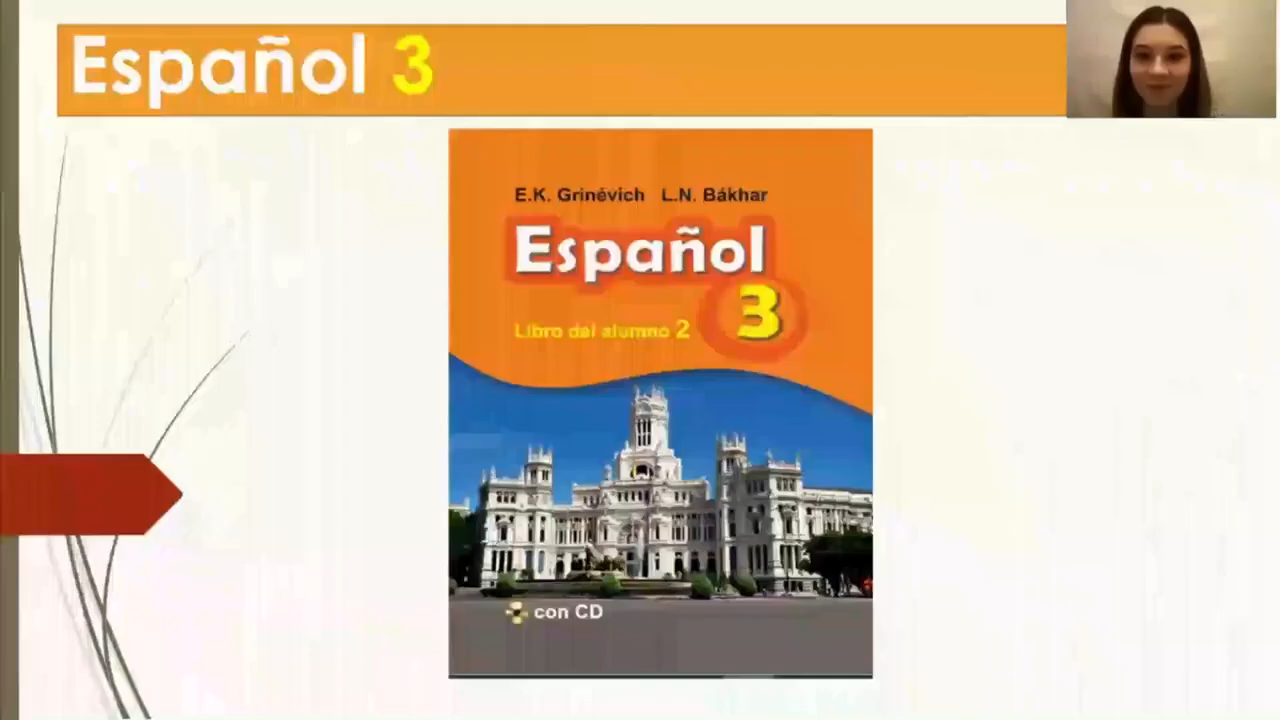 Español 3
E.K. Grinévich L.N. Bákhar
Español
3
Libro del alumno 2
con CD